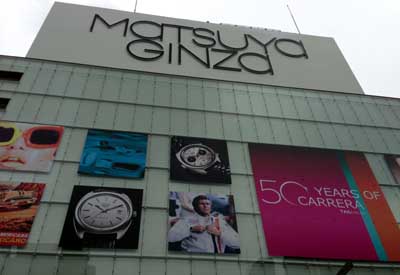 MATSUYA
GINZA
50 YEARS OF
CARRERA